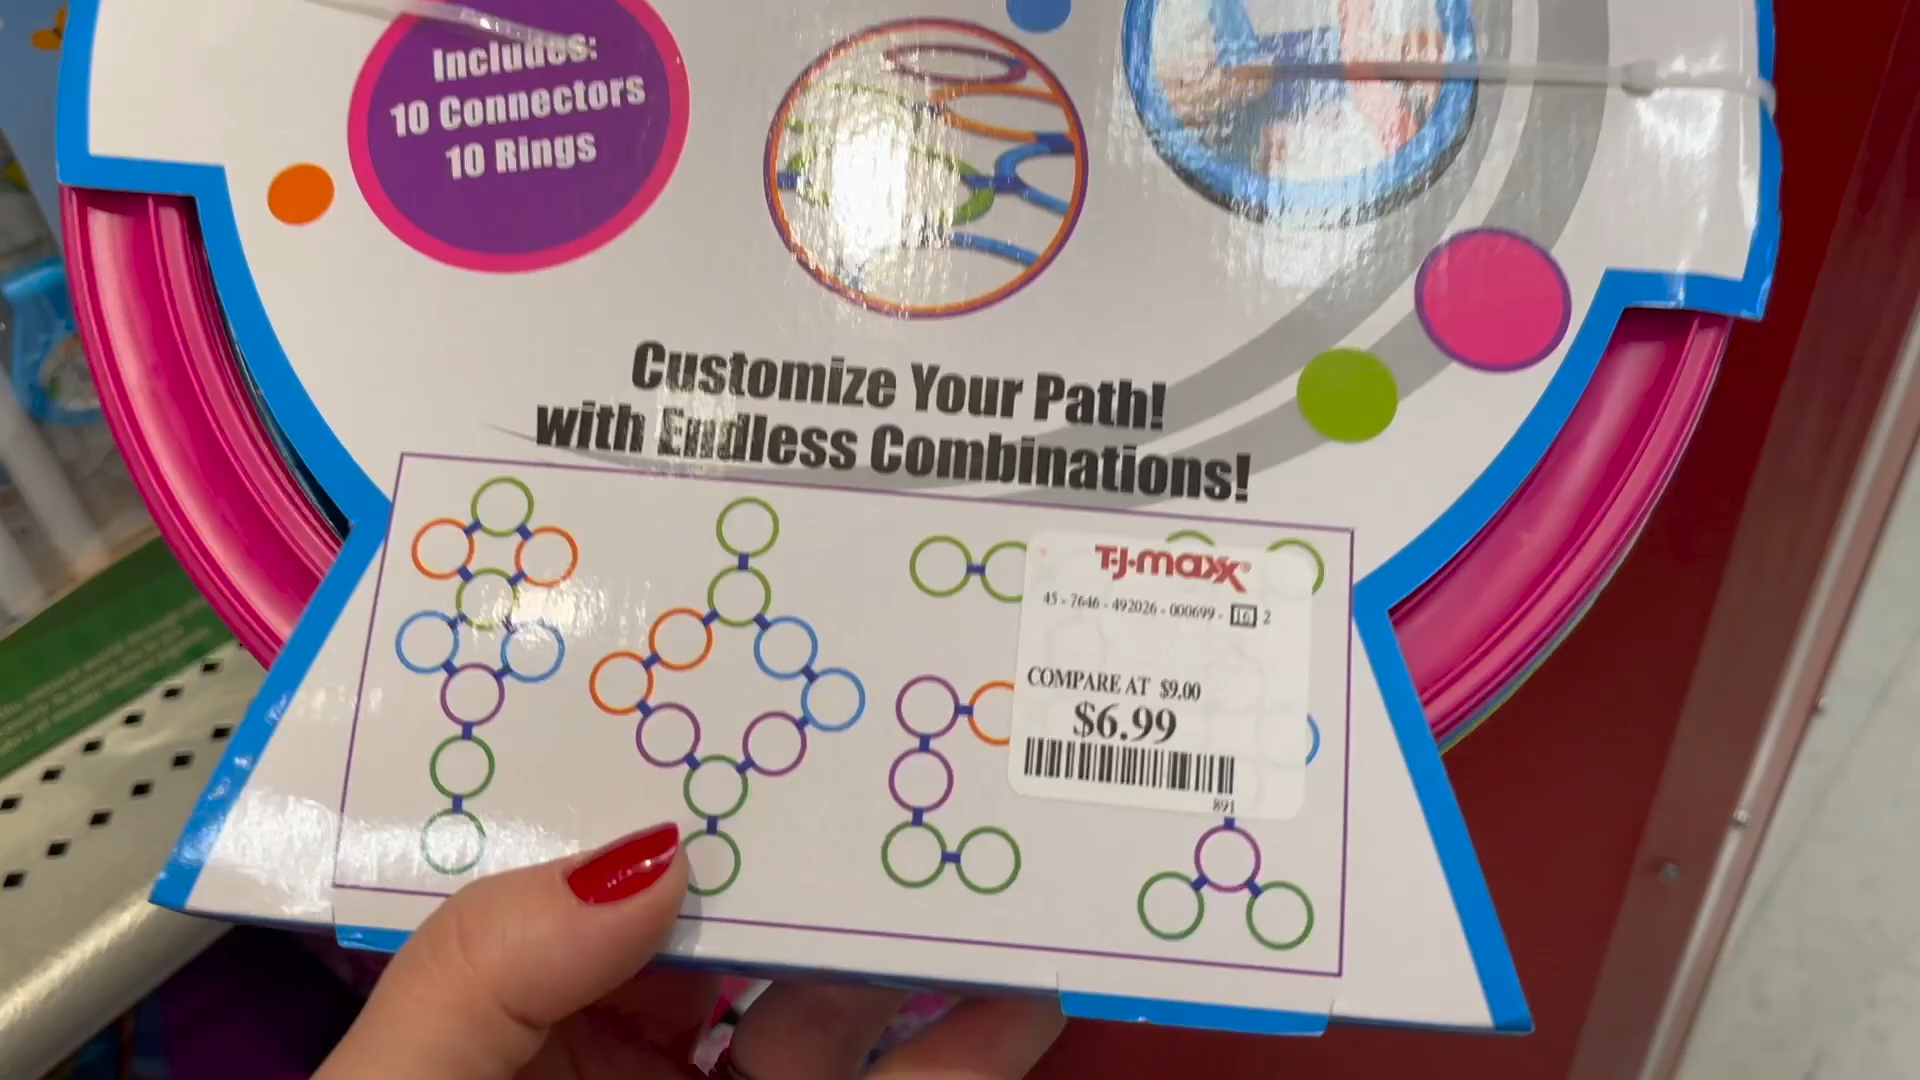 Includes:
10 Connectors
10 Rings
Customize Your Path!
with Endless Combinations!
T•J•maxx®
45 - 7646 - 492026 - 000699 - 16 2
COMPARE AT $9.00
$6.99
891